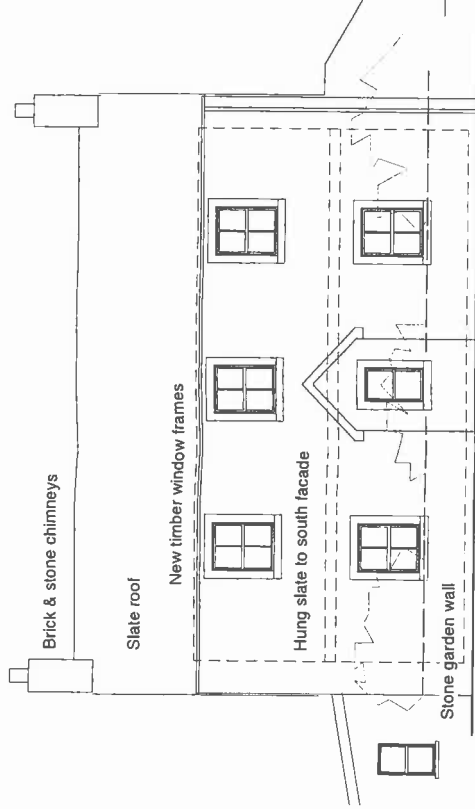 Brick & stone chimneys
Slate roof
New timber window frames
Hung slate to south facade
Stone garden wall